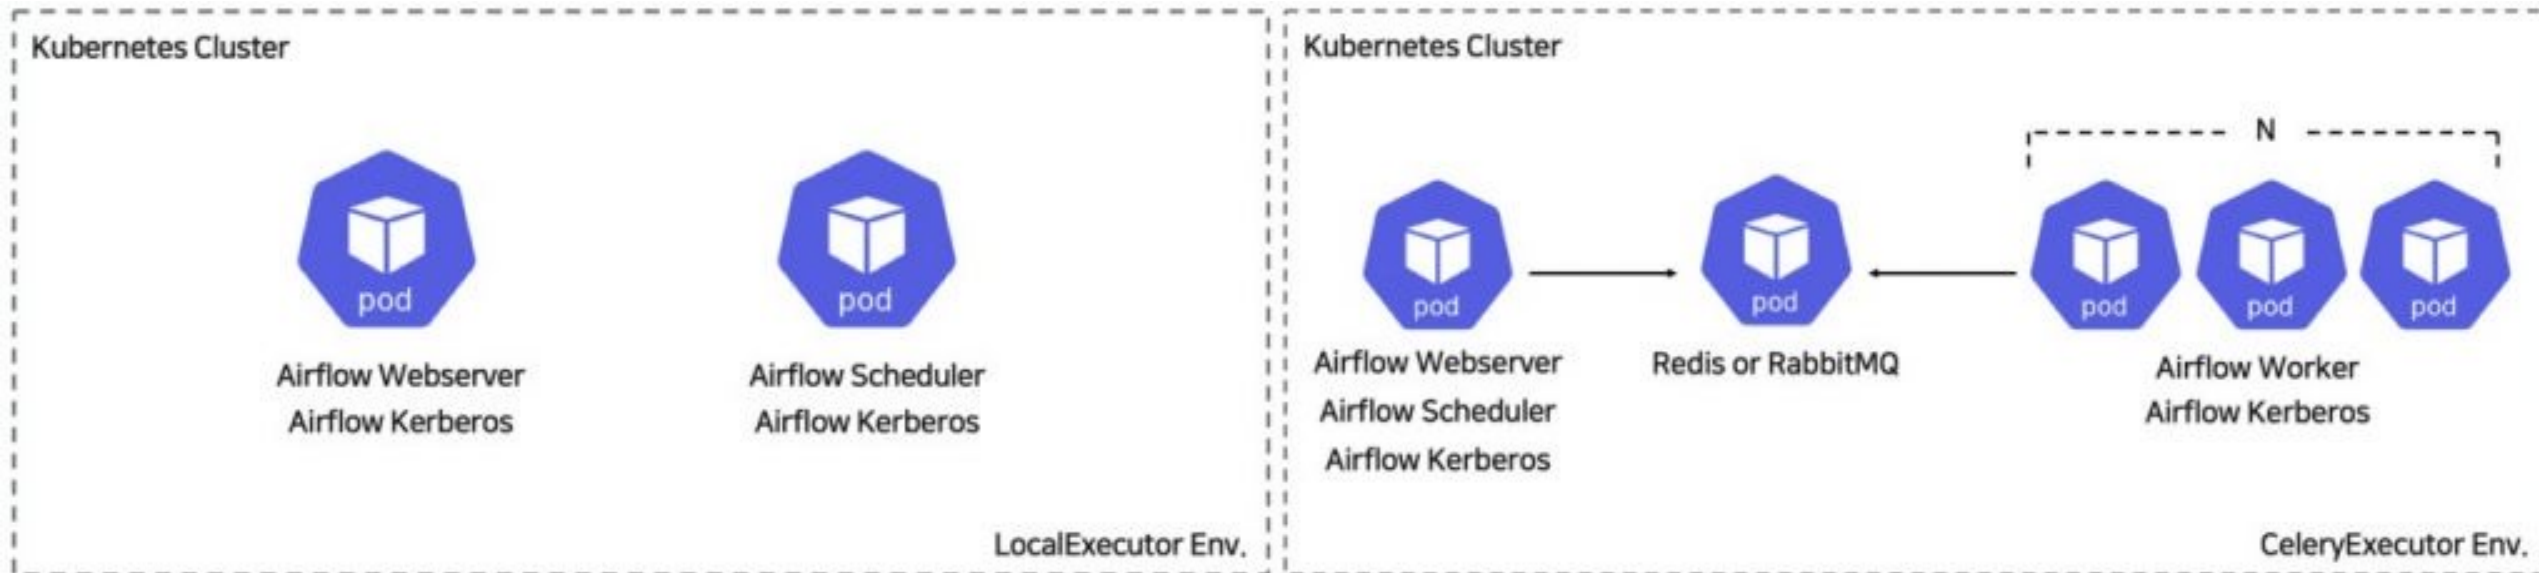 Kubernetes Cluster
pod
Airflow Webserver
Airflow Kerberos
pod
Airflow Scheduler
Airflow Kerberos
LocalExecutor Env.
Kubernetes Cluster
pod
Airflow Webserver
Airflow Scheduler
Airflow Kerberos
pod
Redis or RabbitMQ
N
pod
pod
pod
Airflow Worker
Airflow Kerberos
CeleryExecutor Env.